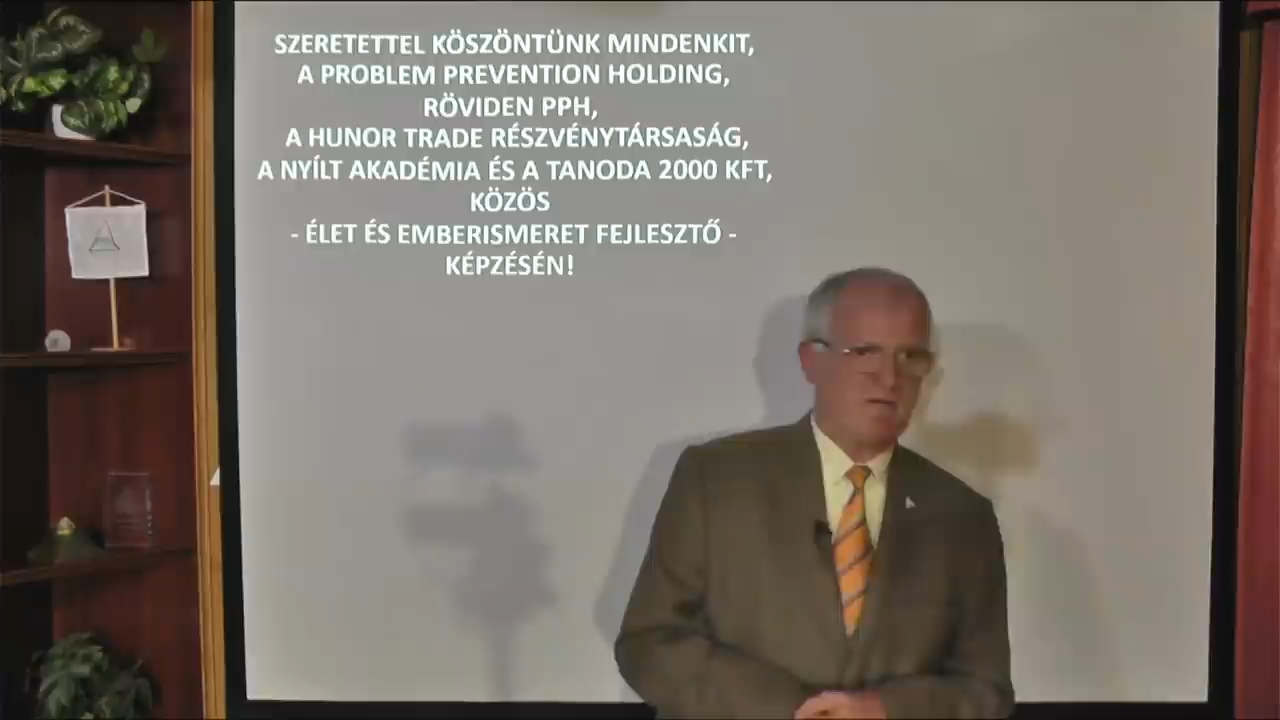 SZERETETTEL KÖSZÖNTÜNK MINDENKIT,
A PROBLEM PREVENTION HOLDING,
RÖVIDEN PPH,
A HUNOR TRADE RÉSZVÉNYTÁRSASÁG,
A NYÍLT AKADÉMIA ÉS A TANODA 2000 KFT,
KÖZÖS
- ÉLET ÉS EMBERISMERET FEJLESZTŐ -
KÉPZÉSÉN!